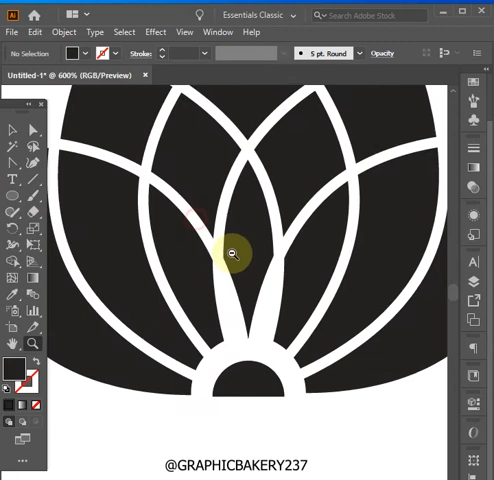 Ai
Essentials Classic
Search Adobe Stock
File Edit Object Type Select Effect View Window Help
No Selection
Stroke:
5 pt. Round
Opacity
Untitled-1* @ 600% (RGB/Preview)
@GRAPHICBAKERY237